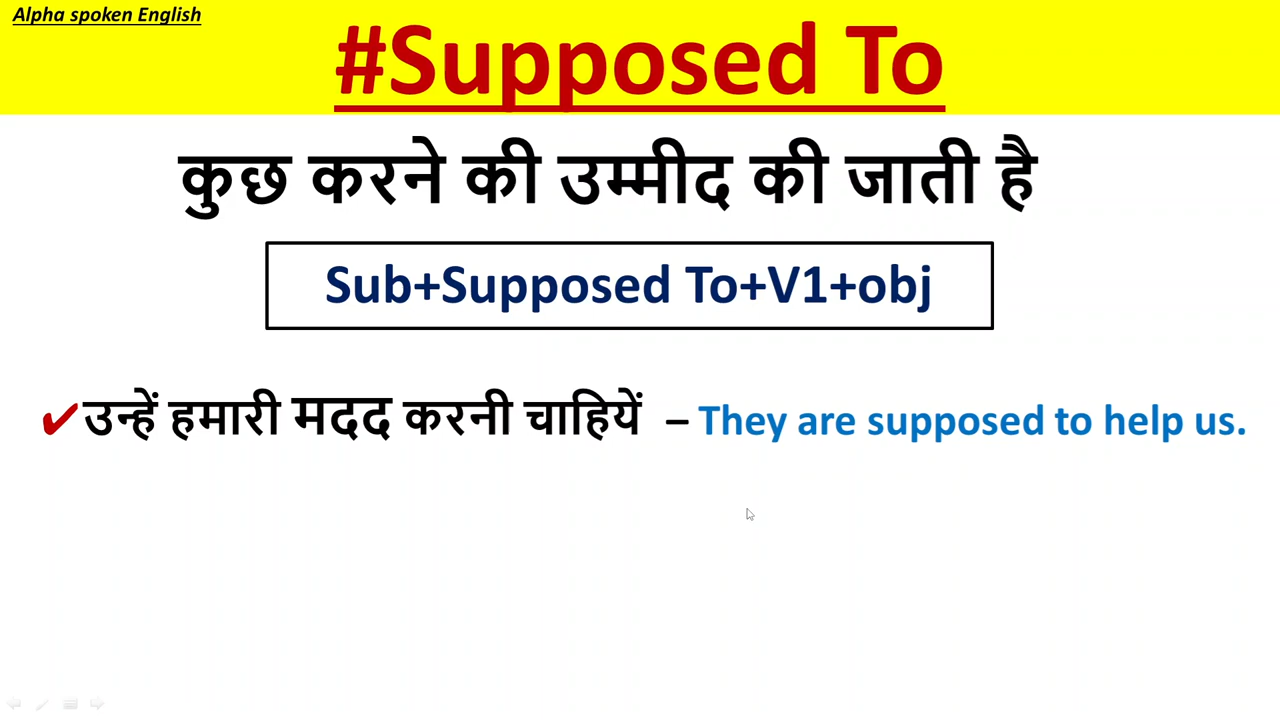 Alpha spoken English
#Supposed To
कुछ करने की उम्मीद की जाती है
Sub+Supposed To+V1+obj
✔उन्हें हमारी मदद करनी चाहियें – They are supposed to help us.